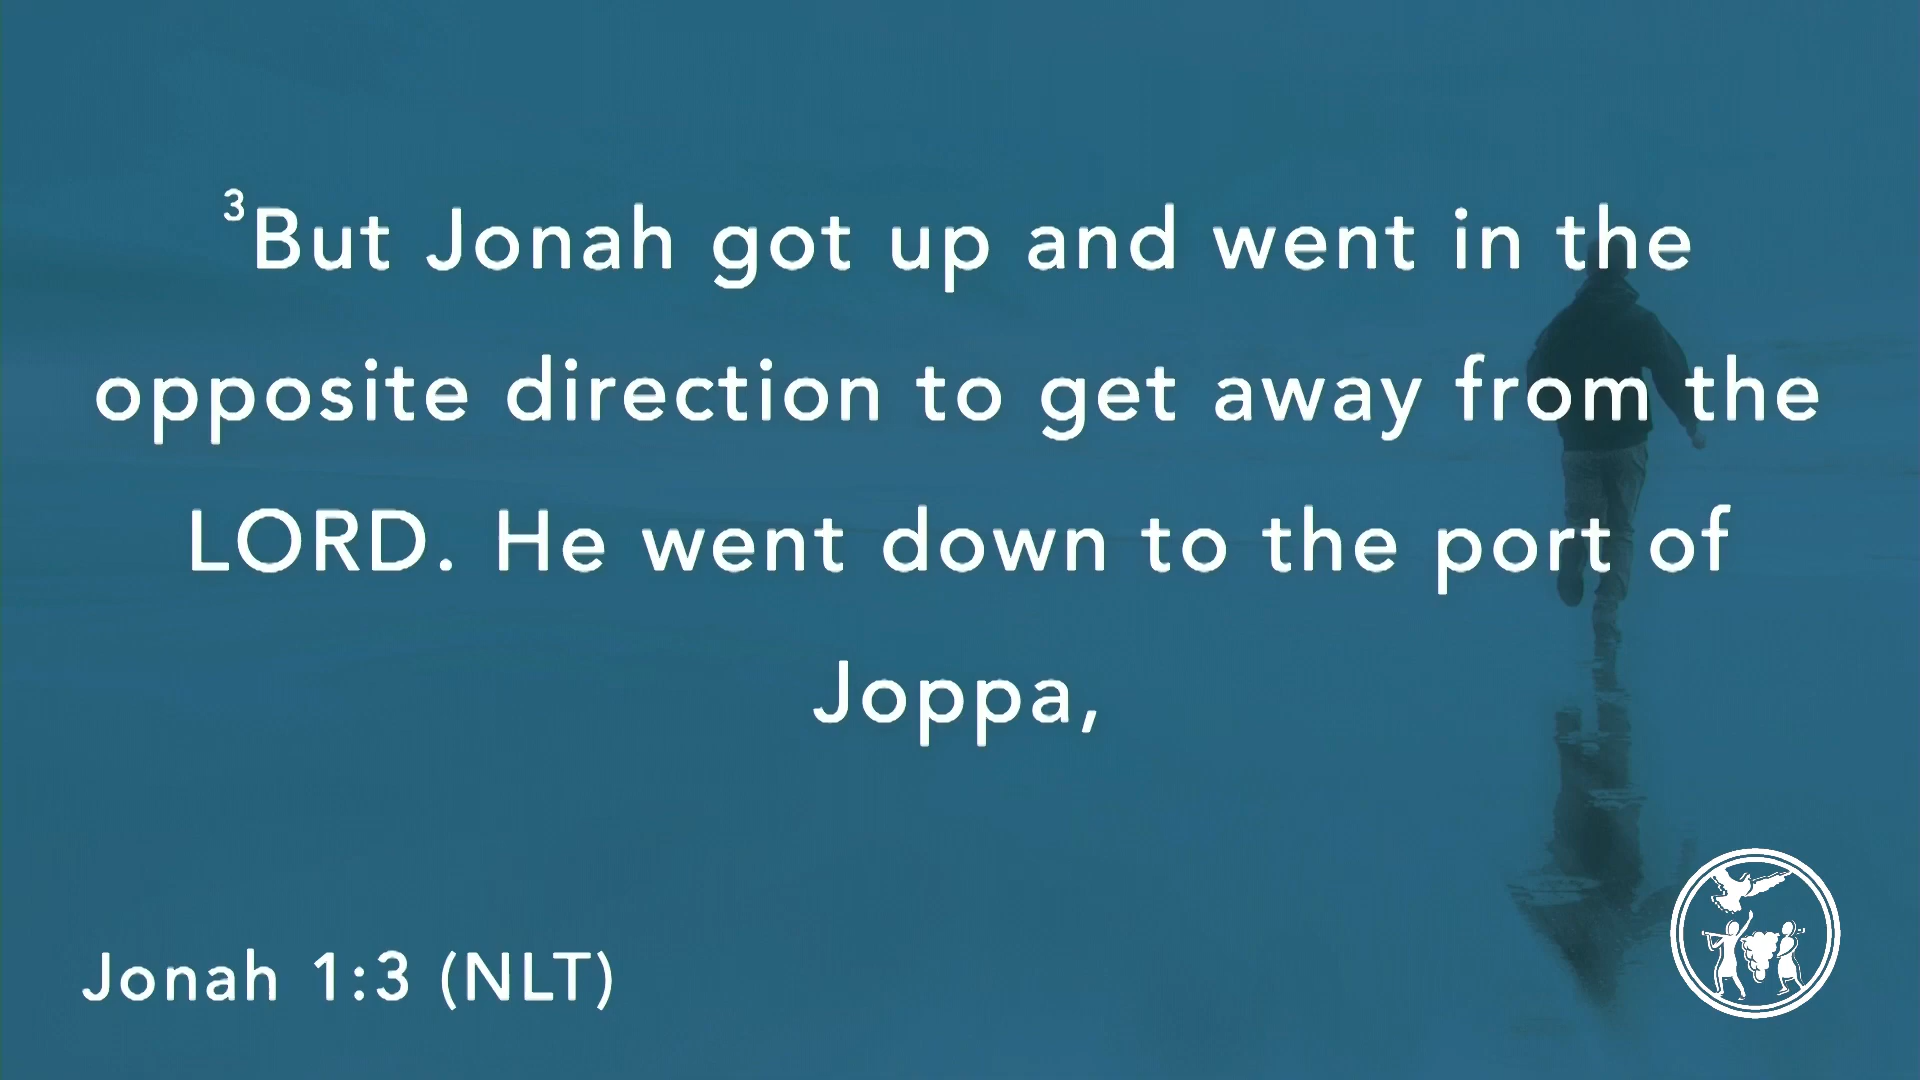 ³But Jonah got up and went in the
opposite direction to get away from the
LORD. He went down to the port of
Joppa,
Jonah 1:3 (NLT)